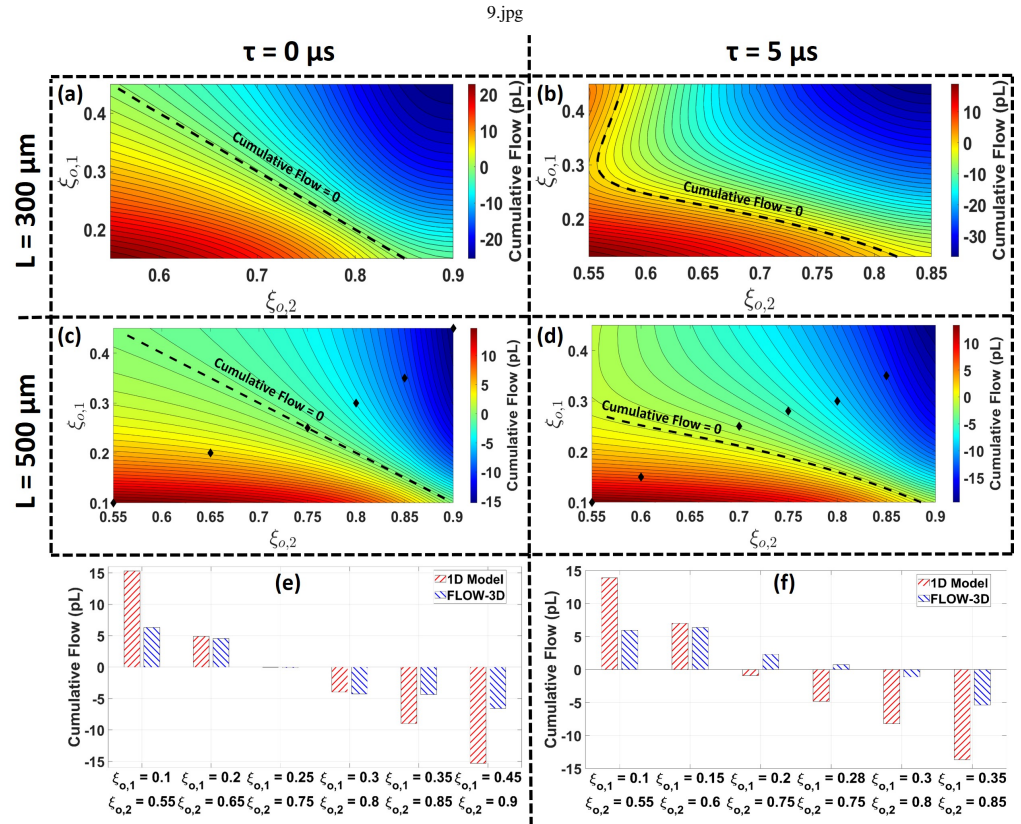 9.jpg
τ = 0 μs
τ = 5 μs
L = 300 μm
(a)
Cumulative Flow = 0
0.4
0.3
0.2
ξo,1
0.6 0.7 0.8 0.9
ξo,2
20
10
0
-10
-20
Cumulative Flow (pL)
(b)
Cumulative Flow = 0
0.4
0.3
0.2
ξo,1
0.55 0.6 0.65 0.7 0.75 0.8 0.85
ξo,2
10
0
-10
-20
-30
Cumulative Flow (pL)
L = 500 μm
(c)
Cumulative Flow = 0
0.4
0.3
0.2
0.1
ξo,1
0.55 0.6 0.65 0.7 0.75 0.8 0.85 0.9
ξo,2
10
5
0
-5
-10
-15
Cumulative Flow (pL)
(d)
Cumulative Flow = 0
0.4
0.3
0.2
0.1
ξo,1
0.55 0.6 0.65 0.7 0.75 0.8 0.85 0.9
ξo,2
10
5
0
-5
-10
-15
Cumulative Flow (pL)
(e)
1D Model
FLOW-3D
15
10
5
0
-5
-10
-15
Cumulative Flow (pL)
ξo,1 = 0.1 ξo,1 = 0.2 ξo,1 = 0.25 ξo,1 = 0.3 ξo,1 = 0.35 ξo,1 = 0.45
ξo,2 = 0.55 ξo,2 = 0.65 ξo,2 = 0.75 ξo,2 = 0.8 ξo,2 = 0.85 ξo,2 = 0.9
(f)
1D Model
FLOW-3D
15
10
5
0
-5
-10
-15
Cumulative Flow (pL)
ξo,1 = 0.1 ξo,1 = 0.15 ξo,1 = 0.2 ξo,1 = 0.28 ξo,1 = 0.3 ξo,1 = 0.35
ξo,2 = 0.55 ξo,2 = 0.6 ξo,2 = 0.75 ξo,2 = 0.75 ξo,2 = 0.8 ξo,2 = 0.85